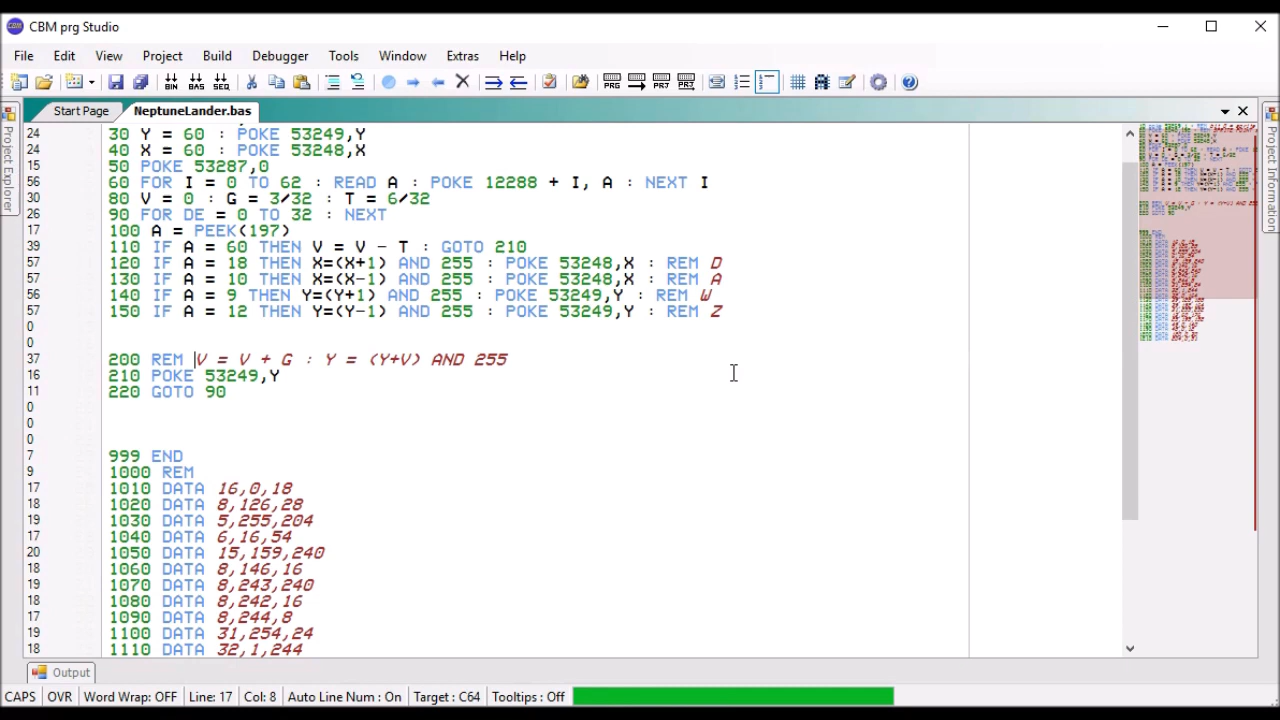 CBM prg Studio
File Edit View Project Build Debugger Tools Window Extras Help
Start Page NeptuneLander.bas
Project Explorer
Project Information
24 30 Y = 60 : POKE 53249,Y
24 40 X = 60 : POKE 53248,X
15 50 POKE 53287,0
56 60 FOR I = 0 TO 62 : READ A : POKE 12288 + I, A : NEXT I
30 80 V = 0 : G = 3/32 : T = 6/32
26 90 FOR DE = 0 TO 32 : NEXT
17 100 A = PEEK(197)
39 110 IF A = 60 THEN V = V - T : GOTO 210
57 120 IF A = 18 THEN X=(X+1) AND 255 : POKE 53248,X : REM D
57 130 IF A = 10 THEN X=(X-1) AND 255 : POKE 53248,X : REM A
56 140 IF A = 9 THEN Y=(Y+1) AND 255 : POKE 53249,Y : REM W
57 150 IF A = 12 THEN Y=(Y-1) AND 255 : POKE 53249,Y : REM Z
0
0
37 200 REM V = V + G : Y = (Y+V) AND 255
16 210 POKE 53249,Y
11 220 GOTO 90
0
0
0
7 999 END
9 1000 REM
17 1010 DATA 16,0,18
18 1020 DATA 8,126,28
19 1030 DATA 5,255,204
17 1040 DATA 6,16,54
20 1050 DATA 15,159,240
18 1060 DATA 8,146,16
19 1070 DATA 8,243,240
18 1080 DATA 8,242,16
17 1090 DATA 8,244,8
19 1100 DATA 31,254,24
18 1110 DATA 32,1,244
Output
CAPS OVR Word Wrap: OFF Line: 17 Col: 8 Auto Line Num : On Target : C64 Tooltips : Off